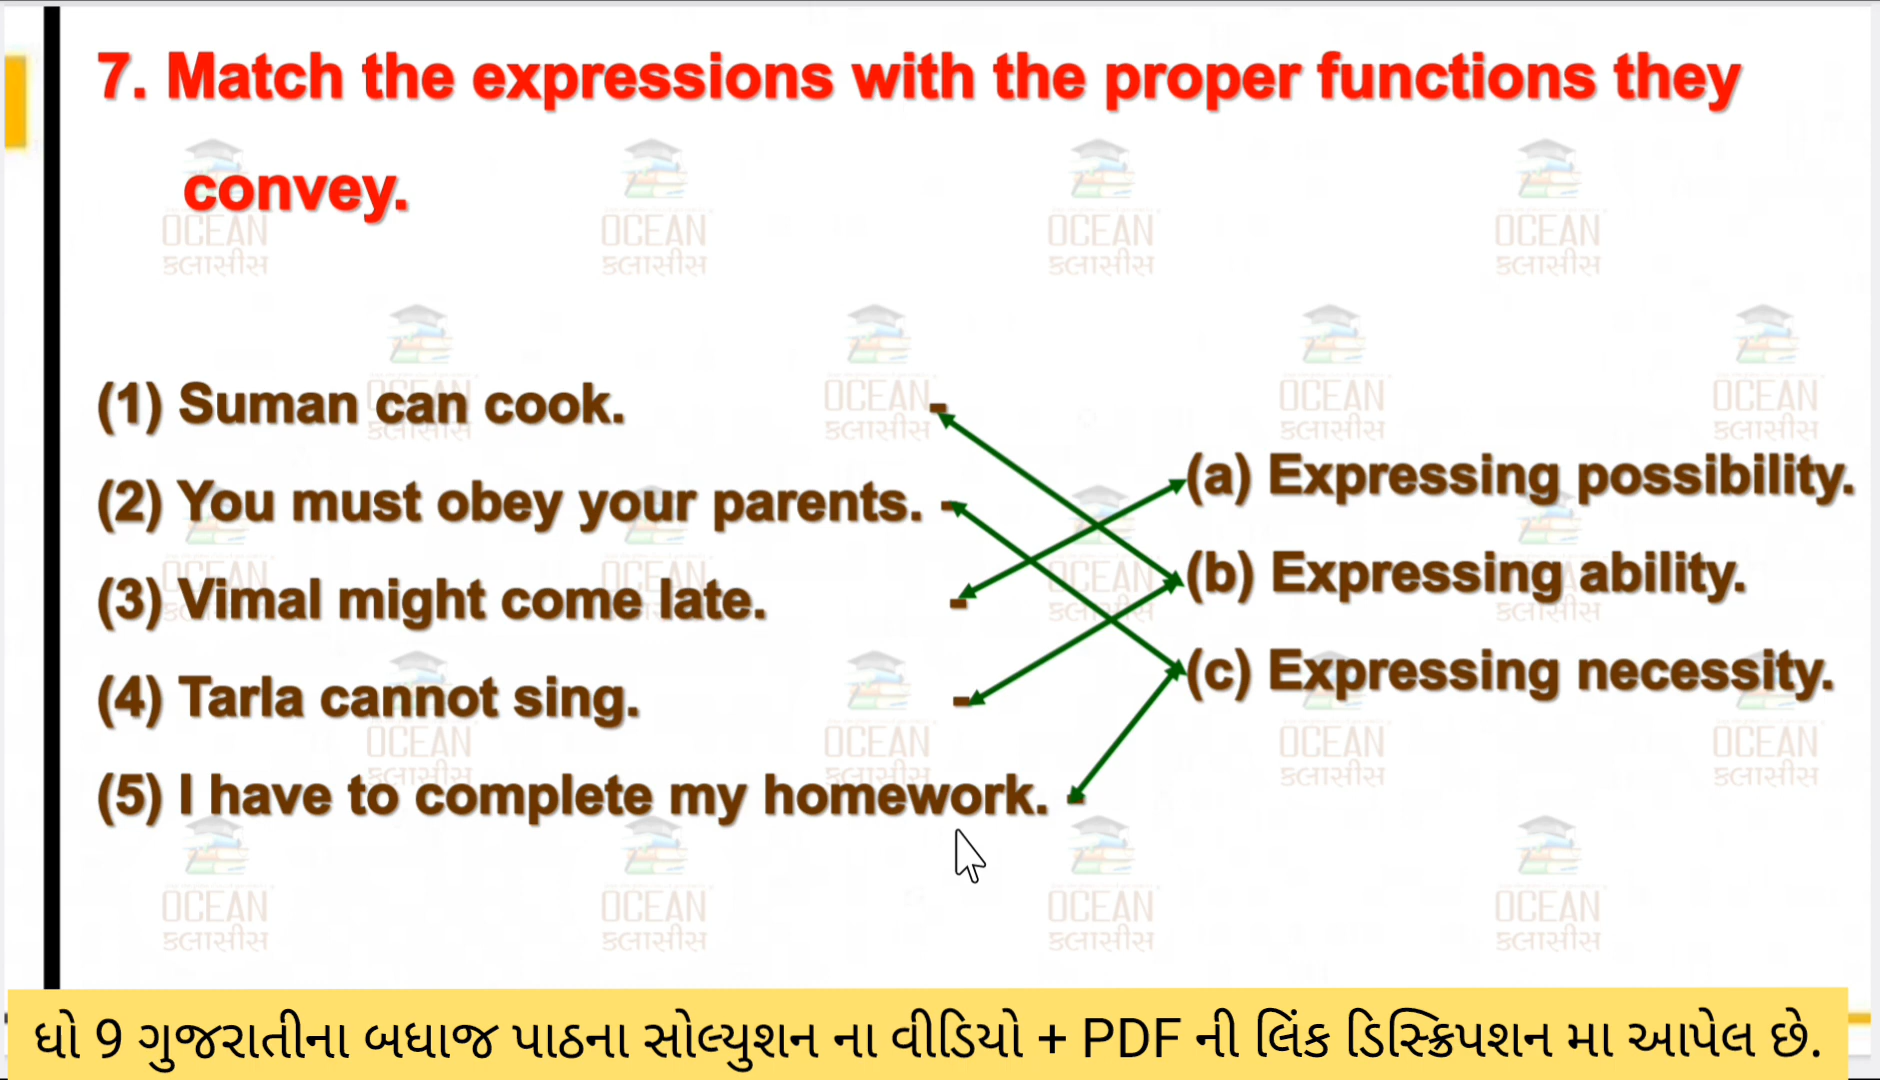 7. Match the expressions with the proper functions they
convey.
(1) Suman can cook. -
(2) You must obey your parents. -
(3) Vimal might come late. -
(4) Tarla cannot sing. -
(5) I have to complete my homework. -
(a) Expressing possibility.
(b) Expressing ability.
(c) Expressing necessity.
OCEAN
ક્લાસીસ
ધો 9 ગુજરાતીના બધાજ પાઠના સોલ્યુશન ના વીડિયો + PDF ની લિંક ડિસ્ક્રિપશન મા આપેલ છે.